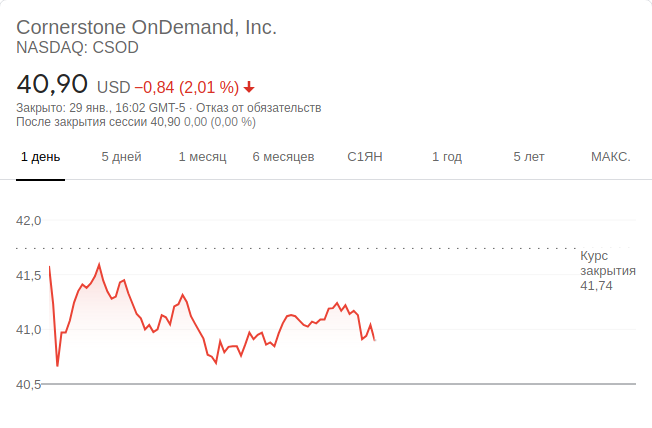 Cornerstone OnDemand, Inc.
NASDAQ: CSOD
40,90 USD −0,84 (2,01 %)
Закрыто: 29 янв., 16:02 GMT-5 · Отказ от обязательств
После закрытия сессии 40,90 0,00 (0,00 %)
1 день 5 дней 1 месяц 6 месяцев С1ЯН 1 год 5 лет МАКС.
42,0
Курс
закрытия
41,74
41,5
41,0
40,5